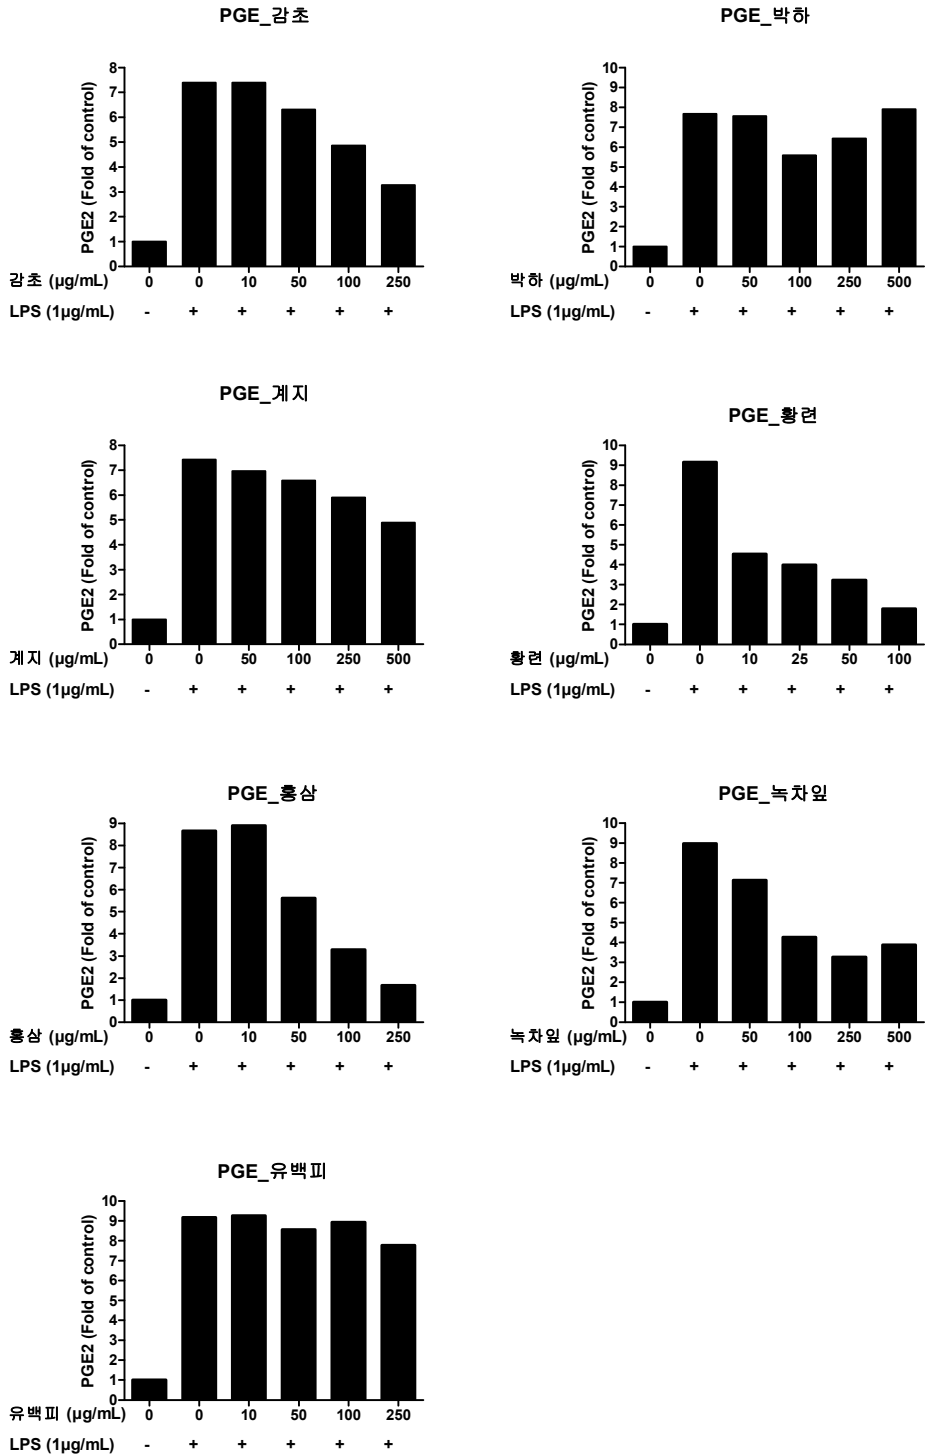 PGE_감초
PGE2 (Fold of control)
8
7
6
5
4
3
2
1
0
감초 (µg/mL) 0 0 10 50 100 250
LPS (1µg/mL) - + + + + +
PGE_박하
PGE2 (Fold of control)
10
9
8
7
6
5
4
3
2
1
0
박하 (µg/mL) 0 0 50 100 250 500
LPS (1µg/mL) - + + + + +
PGE_계지
PGE2 (Fold of control)
8
7
6
5
4
3
2
1
0
계지 (µg/mL) 0 0 50 100 250 500
LPS (1µg/mL) - + + + + +
PGE_황련
PGE2 (Fold of control)
10
9
8
7
6
5
4
3
2
1
0
황련 (µg/mL) 0 0 10 25 50 100
LPS (1µg/mL) - + + + + +
PGE_홍삼
PGE2 (Fold of control)
9
8
7
6
5
4
3
2
1
0
홍삼 (µg/mL) 0 0 10 50 100 250
LPS (1µg/mL) - + + + + +
PGE_녹차잎
PGE2 (Fold of control)
10
9
8
7
6
5
4
3
2
1
0
녹차잎 (µg/mL) 0 0 50 100 250 500
LPS (1µg/mL) - + + + + +
PGE_유백피
PGE2 (Fold of control)
10
9
8
7
6
5
4
3
2
1
0
유백피 (µg/mL) 0 0 10 50 100 250
LPS (1µg/mL) - + + + + +